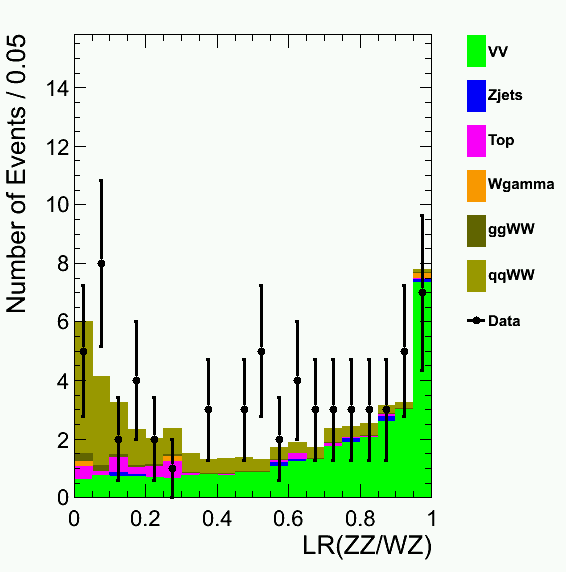 Number of Events / 0.05
14
12
10
8
6
4
2
0
0 0.2 0.4 0.6 0.8 1
LR(ZZ/WZ)
VV
Zjets
Top
Wgamma
ggWW
qqWW
Data